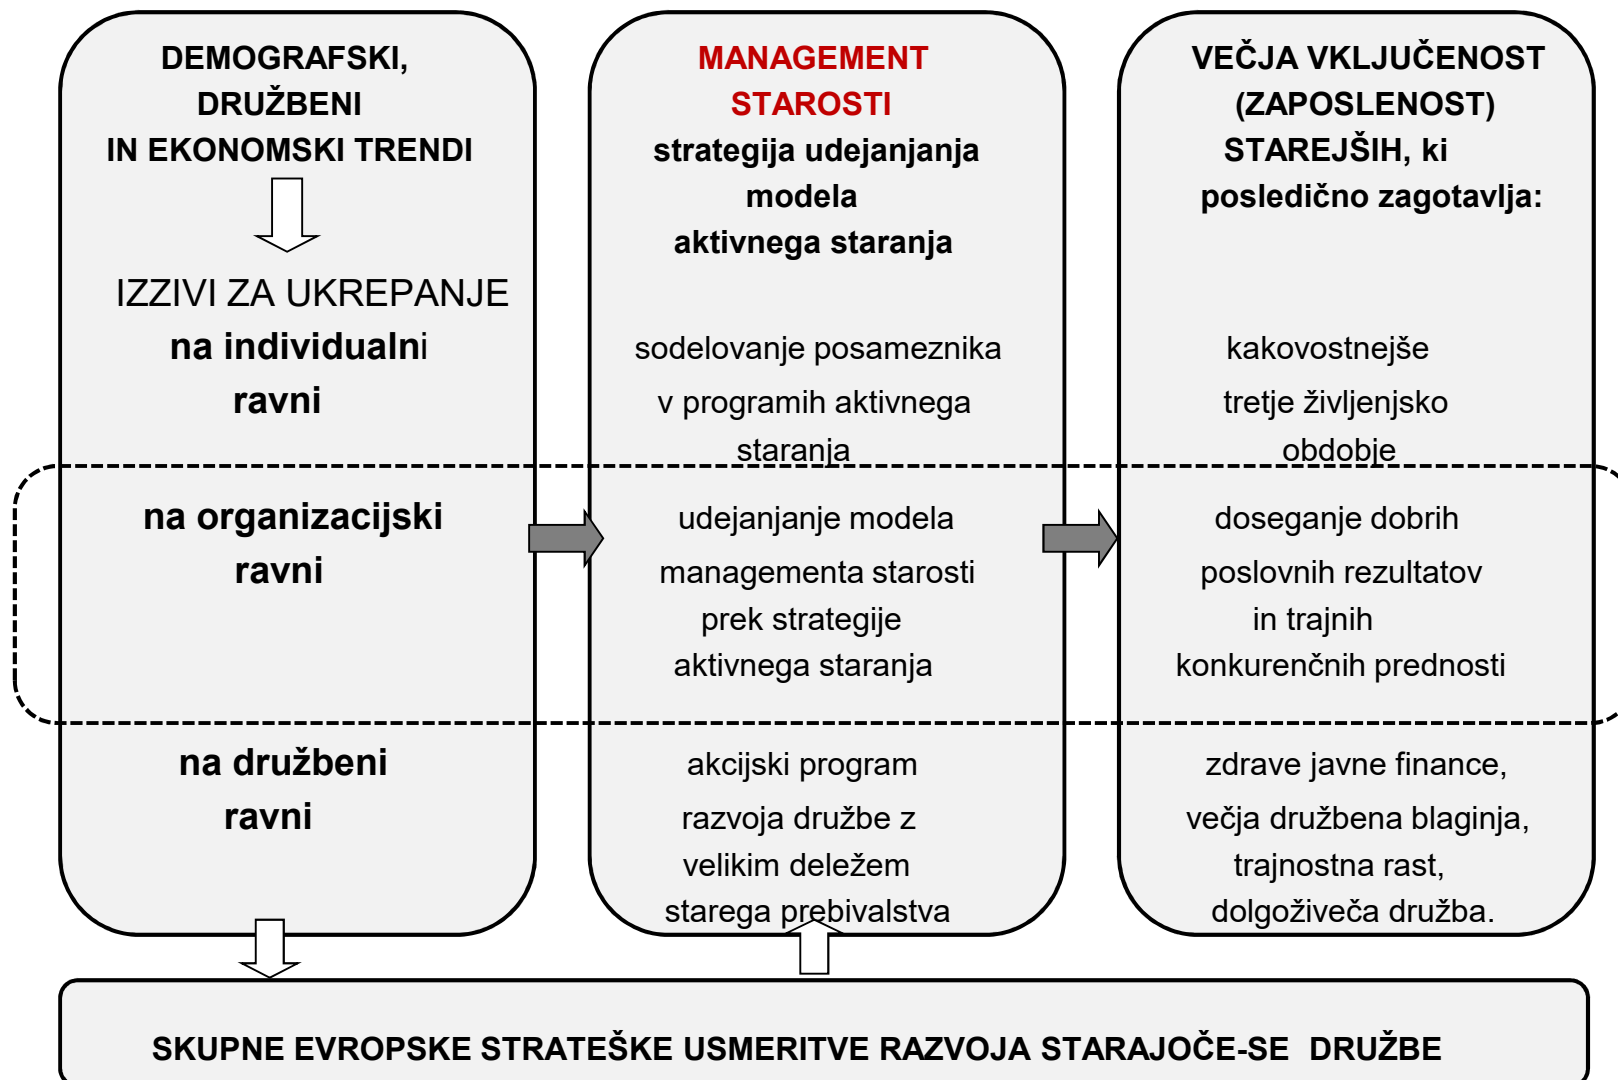 DEMOGRAFSKI,
DRUŽBENI
IN EKONOMSKI TRENDI
IZZIVI ZA UKREPANJE
na individualni
ravni
na organizacijski
ravni
na družbeni
ravni
MANAGEMENT
STAROSTI
strategija udejanjanja
modela
aktivnega staranja
sodelovanje posameznika
v programih aktivnega
staranja
udejanjanje modela
managementa starosti
prek strategije
aktivnega staranja
akcijski program
razvoja družbe z
velikim deležem
starega prebivalstva
VEČJA VKLJUČENOST
(ZAPOSLENOST)
STAREJŠIH, ki
posledično zagotavlja:
kakovostnejše
tretje življenjsko
obdobje
doseganje dobrih
poslovnih rezultatov
in trajnih
konkurenčnih prednosti
zdrave javne finance,
večja družbena blaginja,
trajnostna rast,
dolgoživeča družba.
SKUPNE EVROPSKE STRATEŠKE USMERITVE RAZVOJA STARAJOČE-SE DRUŽBE